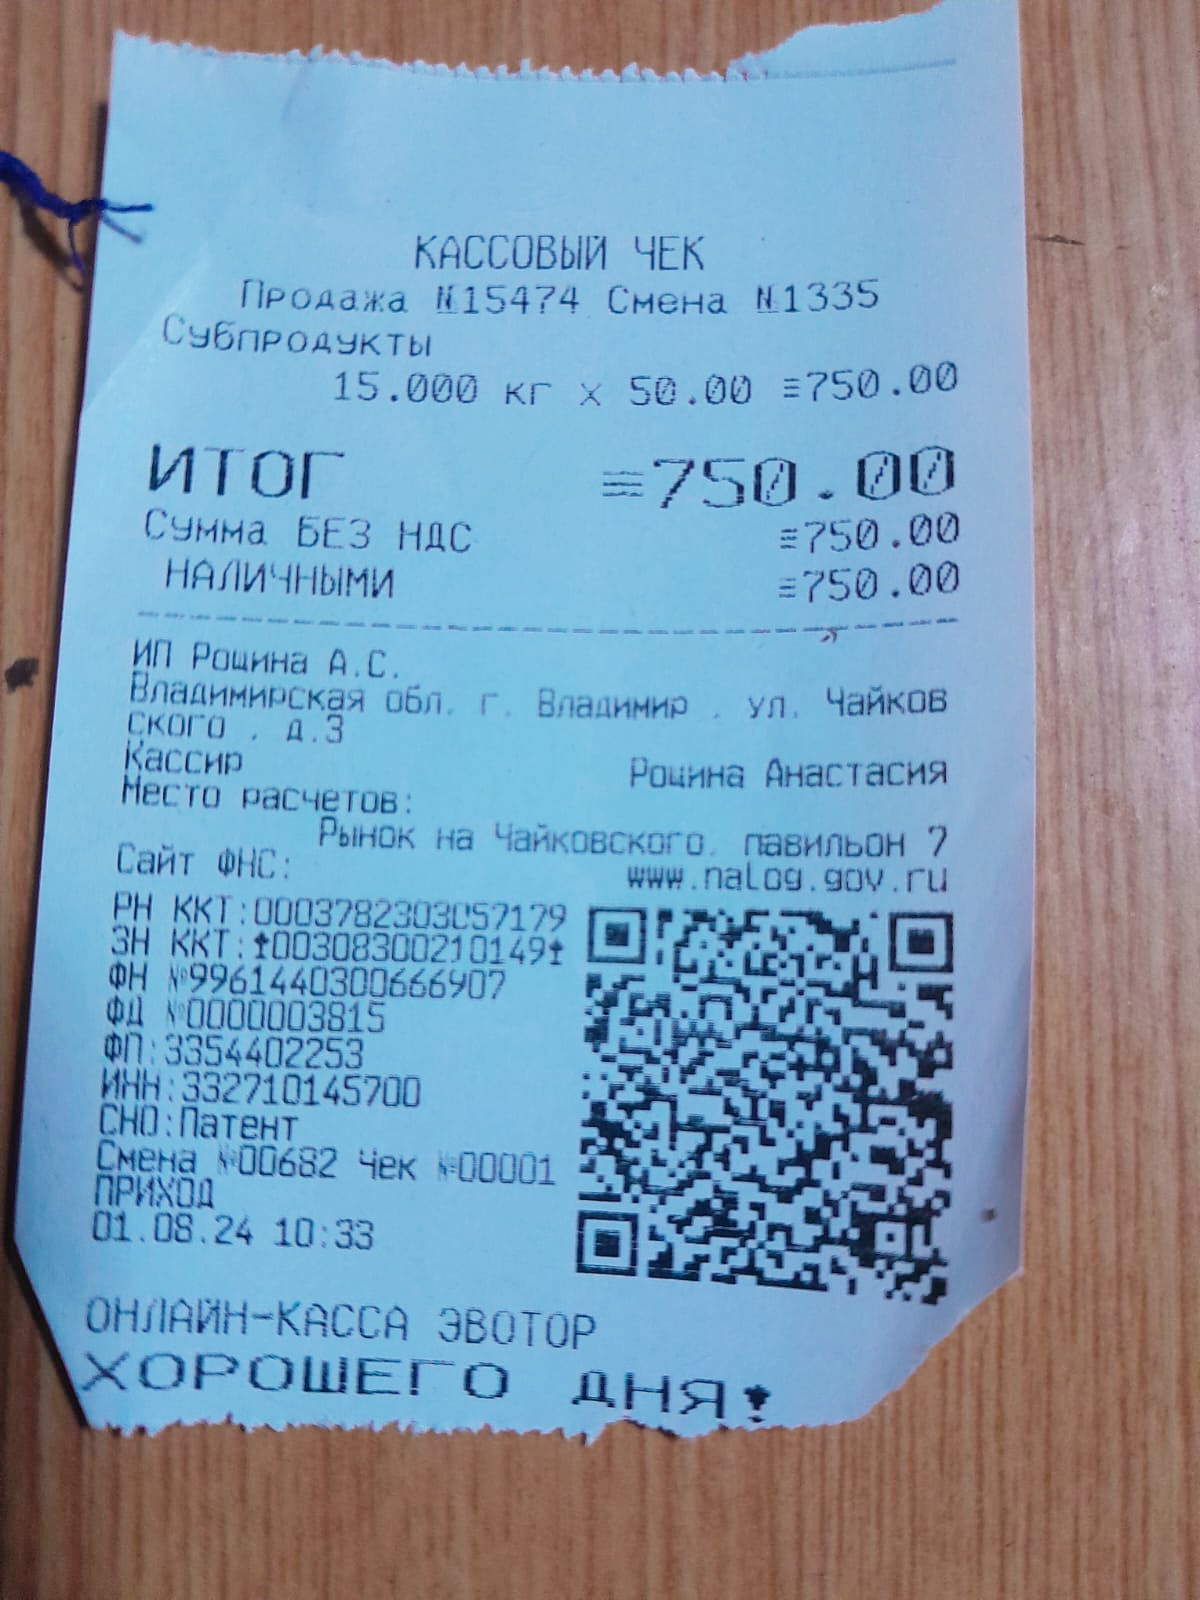 КАССОВЫЙ ЧЕК
Продажа №15474 Смена №1335
Субпродукты
15.000 кг х 50.00 ≡750.00
ИТОГ ≡750.00
Сумма БЕЗ НДС ≡750.00
НАЛИЧНЫМИ ≡750.00
ИП Рощина А.С.
Владимирская обл. г. Владимир , ул. Чайков
ского , д.3
Кассир Рощина Анастасия
Место расчетов:
Рынок на Чайковского, павильон 7
Сайт ФНС: www.nalog.gov.ru
РН ККТ:0003782303057179
ЗН ККТ:↥00308300210149↥
ФН №9961440300666907
ФД №0000003815
ФП:3354402253
ИНН:332710145700
СНО:Патент
Смена №00682 Чек №00001
ПРИХОД
01.08.24 10:33
ОНЛАЙН-КАССА ЭВОТОР
ХОРОШЕГО ДНЯ!